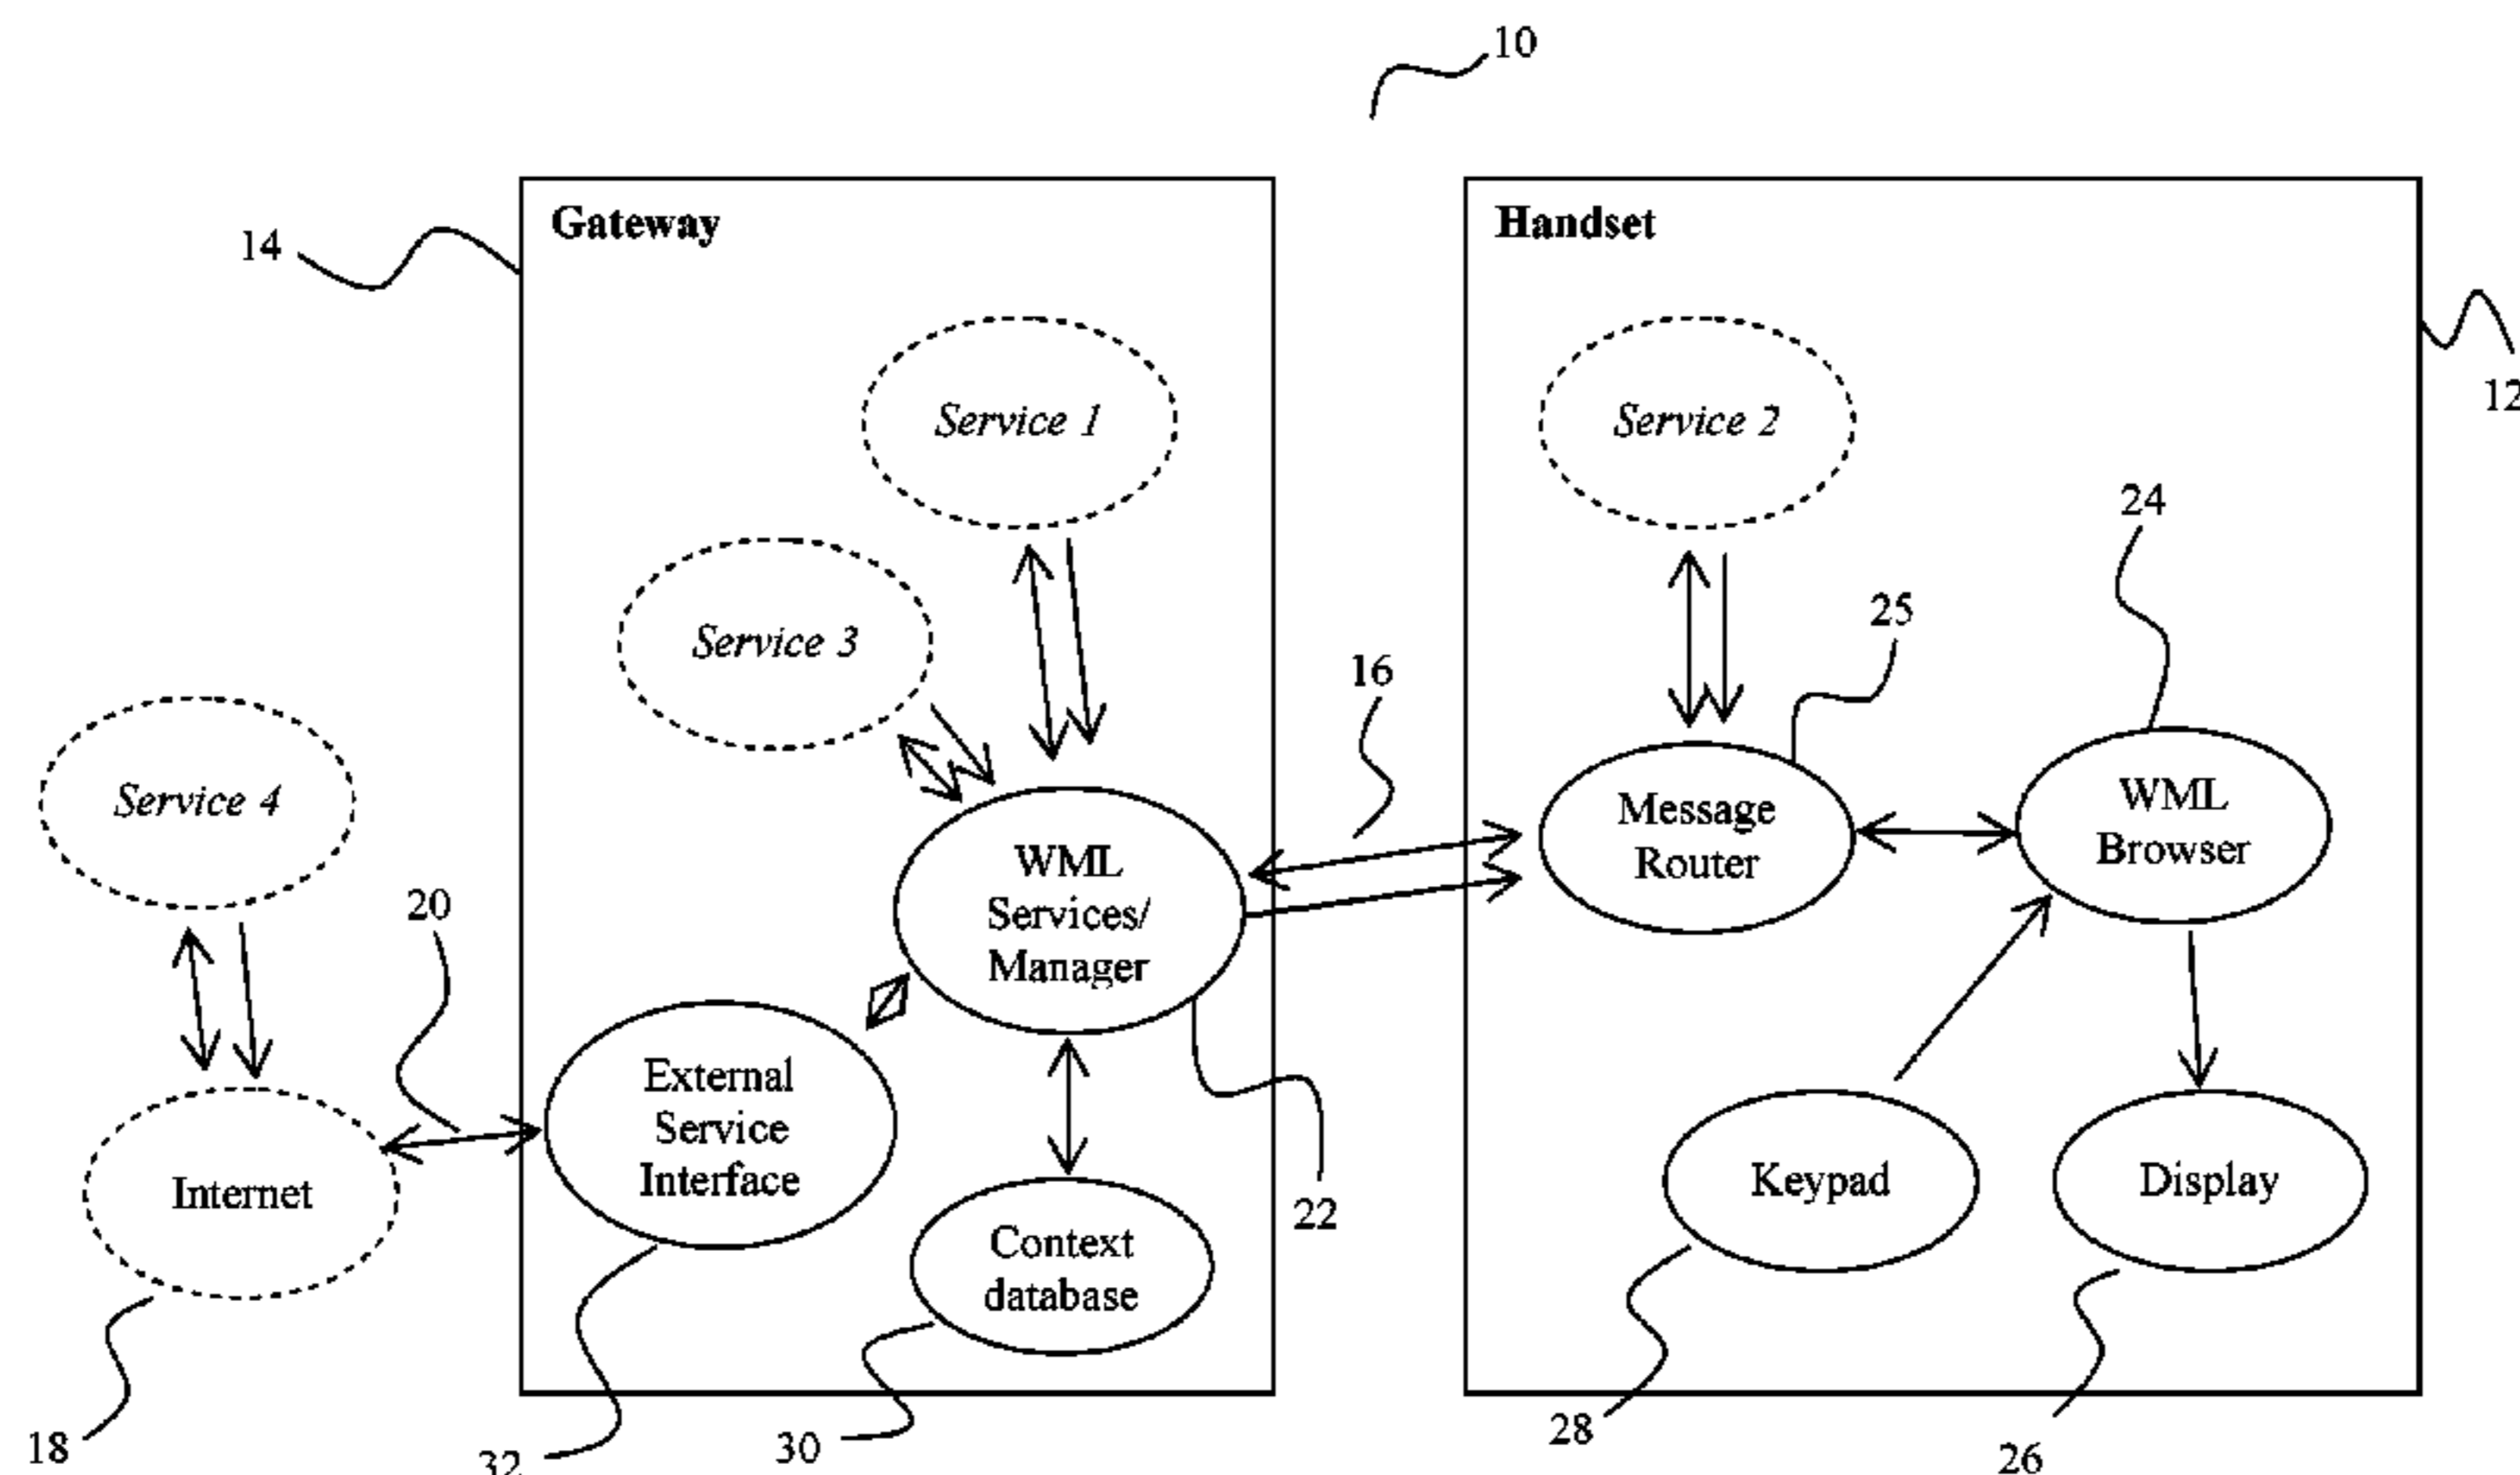 10
Gateway
Handset
14
12
Service 1
Service 2
24
25
Service 3
16
Service 4
Message
Router
WML
Browser
WML
Services/
Manager
20
External
Service
Interface
Internet
Keypad
Display
22
Context
database
18
32
30
28
26